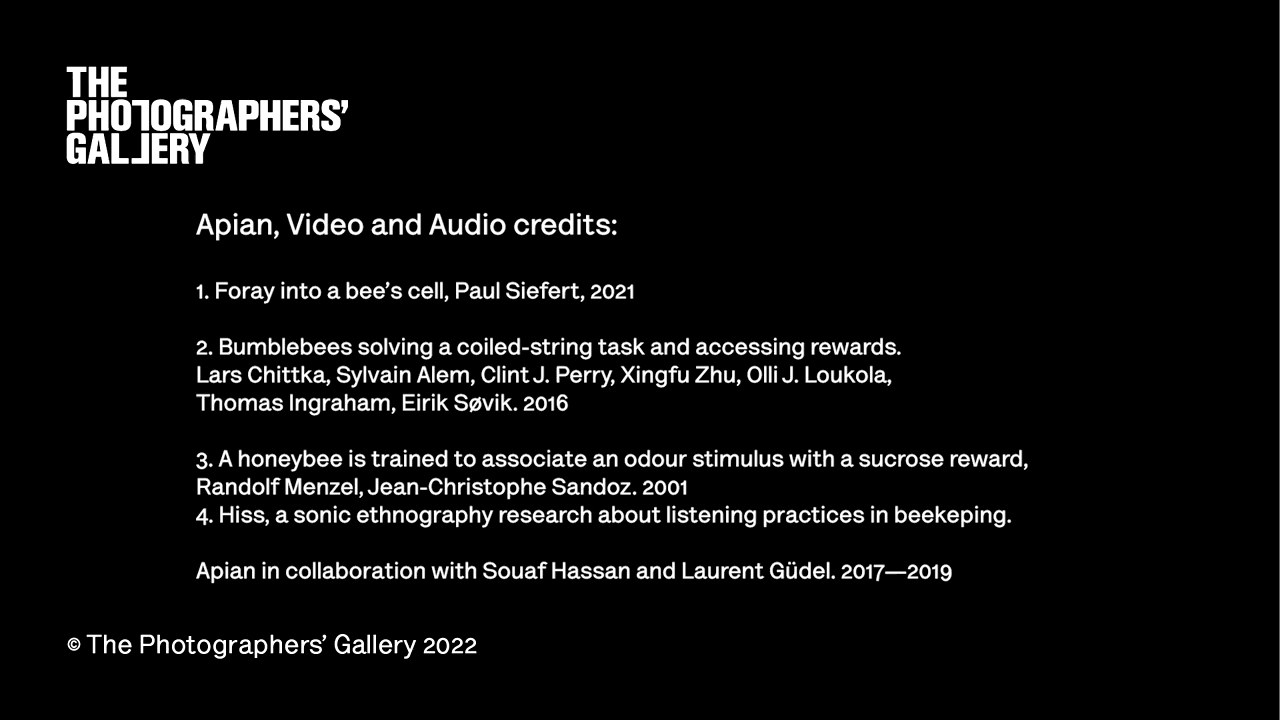 THE
PHOTOGRAPHERS’
GALLERY
Apian, Video and Audio credits:
1. Foray into a bee’s cell, Paul Siefert, 2021
2. Bumblebees solving a coiled-string task and accessing rewards.
Lars Chittka, Sylvain Alem, Clint J. Perry, Xingfu Zhu, Olli J. Loukola,
Thomas Ingraham, Eirik Søvik. 2016
3. A honeybee is trained to associate an odour stimulus with a sucrose reward,
Randolf Menzel, Jean-Christophe Sandoz. 2001
4. Hiss, a sonic ethnography research about listening practices in beekeping.
Apian in collaboration with Souaf Hassan and Laurent Güdel. 2017—2019
© The Photographers’ Gallery 2022